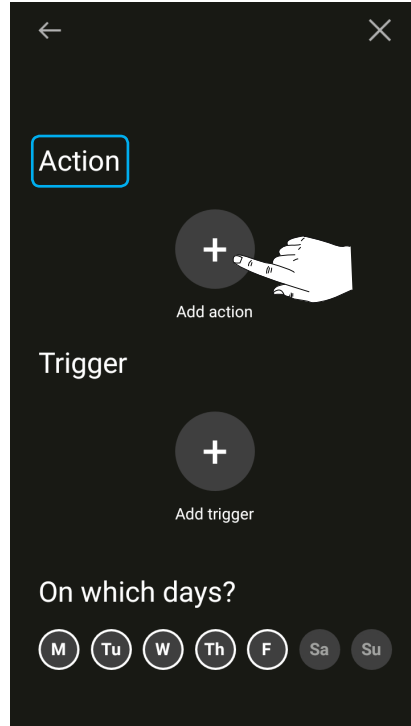 Action
Add action
Trigger
Add trigger
On which days?
M Tu W Th F Sa Su